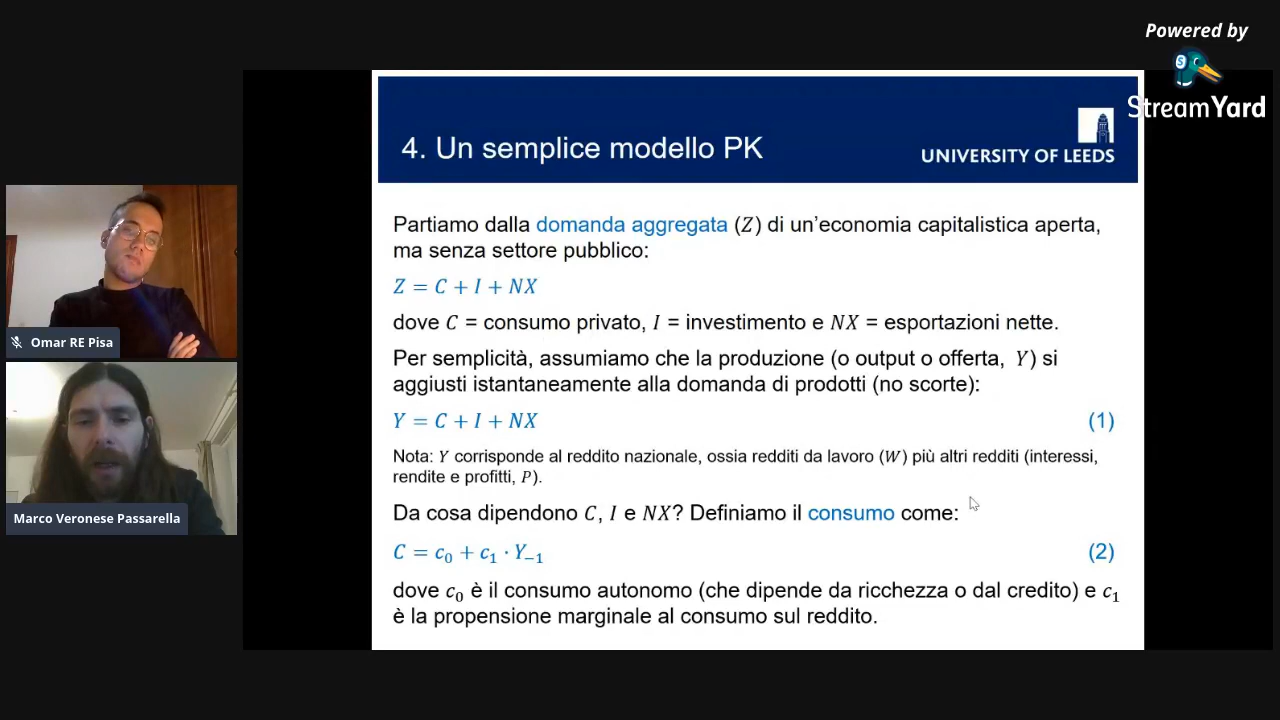 Powered by
StreamYard
4. Un semplice modello PK
UNIVERSITY OF LEEDS
Partiamo dalla domanda aggregata (Z) di un’economia capitalistica aperta,
ma senza settore pubblico:
Z = C + I + NX
dove C = consumo privato, I = investimento e NX = esportazioni nette.
Per semplicità, assumiamo che la produzione (o output o offerta, Y) si
aggiusti istantaneamente alla domanda di prodotti (no scorte):
Y = C + I + NX (1)
Nota: Y corrisponde al reddito nazionale, ossia redditi da lavoro (W) più altri redditi (interessi,
rendite e profitti, P).
Da cosa dipendono C, I e NX? Definiamo il consumo come:
C = c₀ + c₁ · Y₋₁ (2)
dove c₀ è il consumo autonomo (che dipende da ricchezza o dal credito) e c₁
è la propensione marginale al consumo sul reddito.
Omar RE Pisa
Marco Veronese Passarella